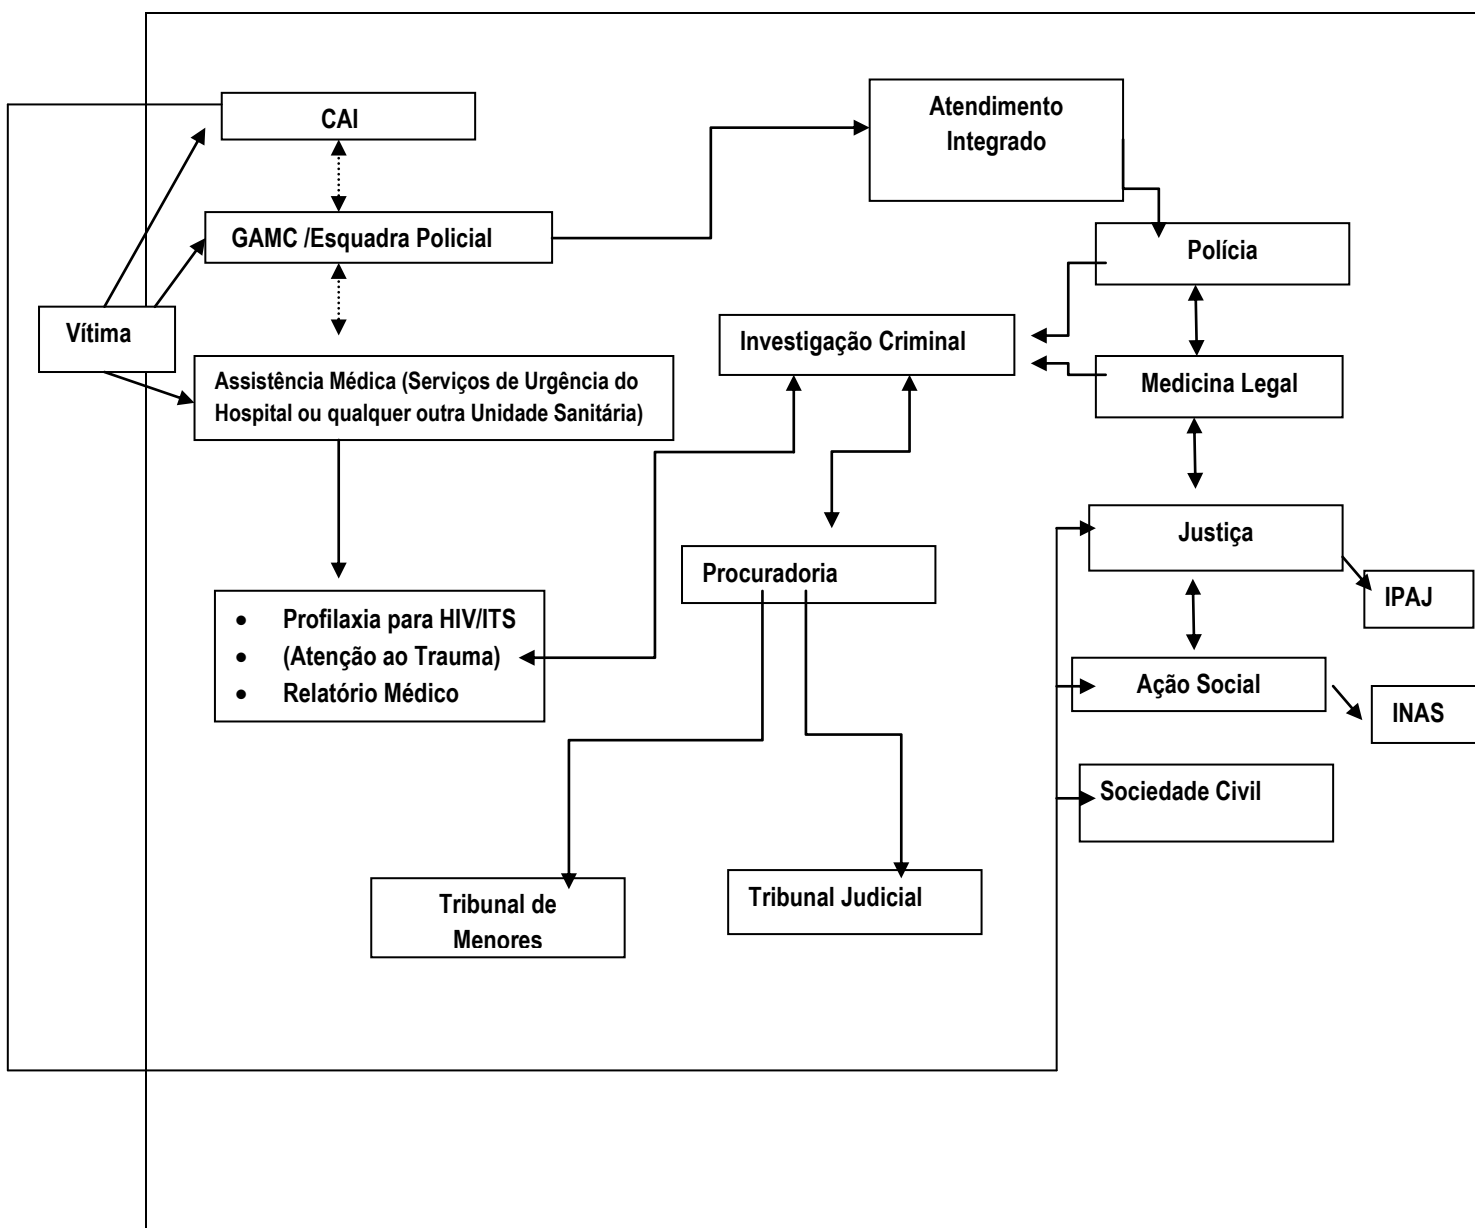 CAI
Atendimento
Integrado
GAMC /Esquadra Policial
Polícia
Vítima
Investigação Criminal
Assistência Médica (Serviços de Urgência do
Hospital ou qualquer outra Unidade Sanitária)
Medicina Legal
Justiça
Procuradoria
IPAJ
• Profilaxia para HIV/ITS
• (Atenção ao Trauma)
• Relatório Médico
Ação Social
INAS
Sociedade Civil
Tribunal de
Menores
Tribunal Judicial